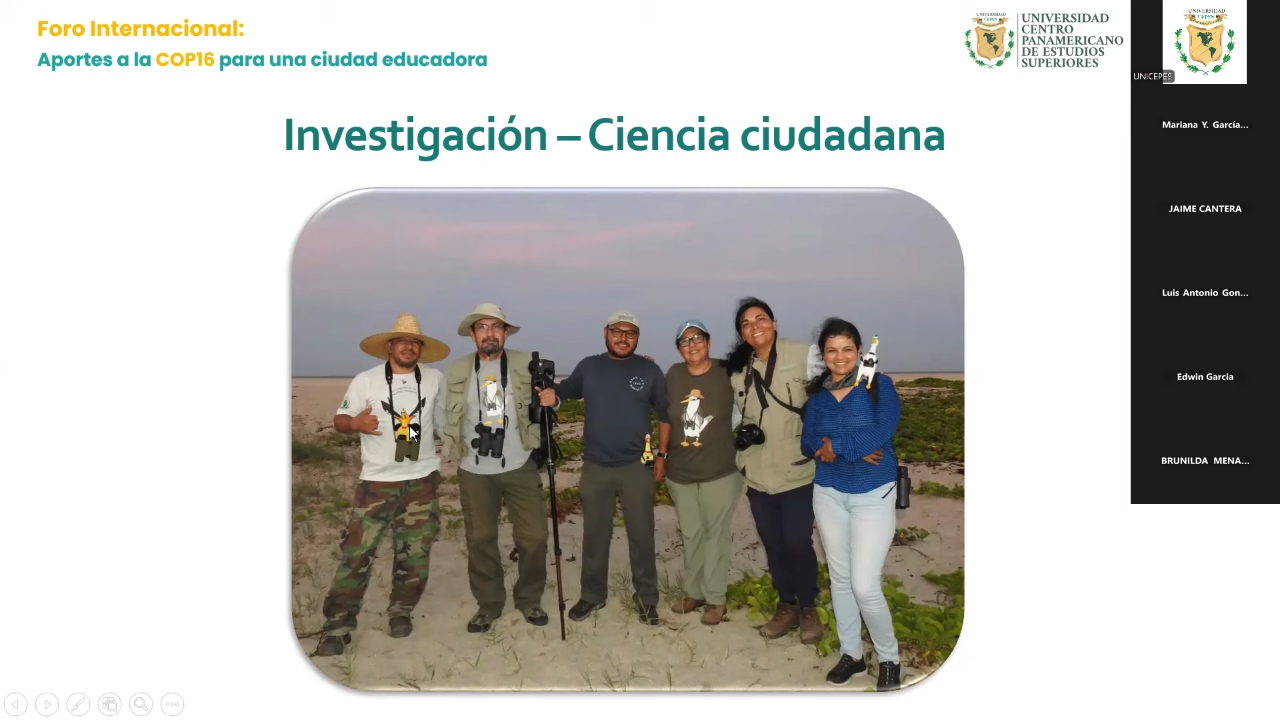 Foro Internacional:
Aportes a la COP16 para una ciudad educadora
UNIVERSIDAD
CENTRO
PANAMERICANO
DE ESTUDIOS
SUPERIORES
Investigación – Ciencia ciudadana
UNICEPES
Mariana Y. García...
JAIME CANTERA
Luis Antonio Gon...
Edwin Garcia
BRUNILDA MENA...